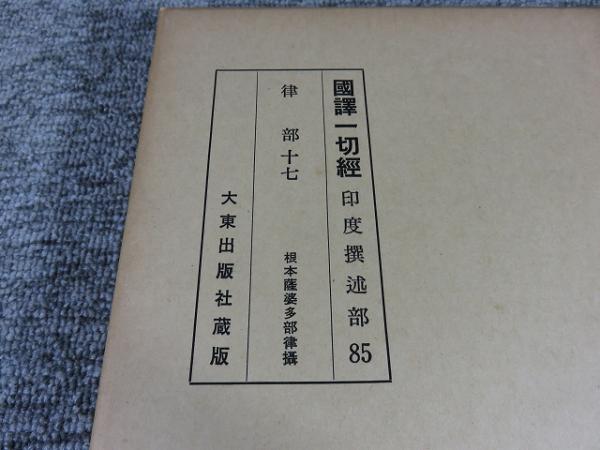 國譯一切經 印度撰述部 85
律部十七 根本薩婆多部律攝
大東出版社蔵版